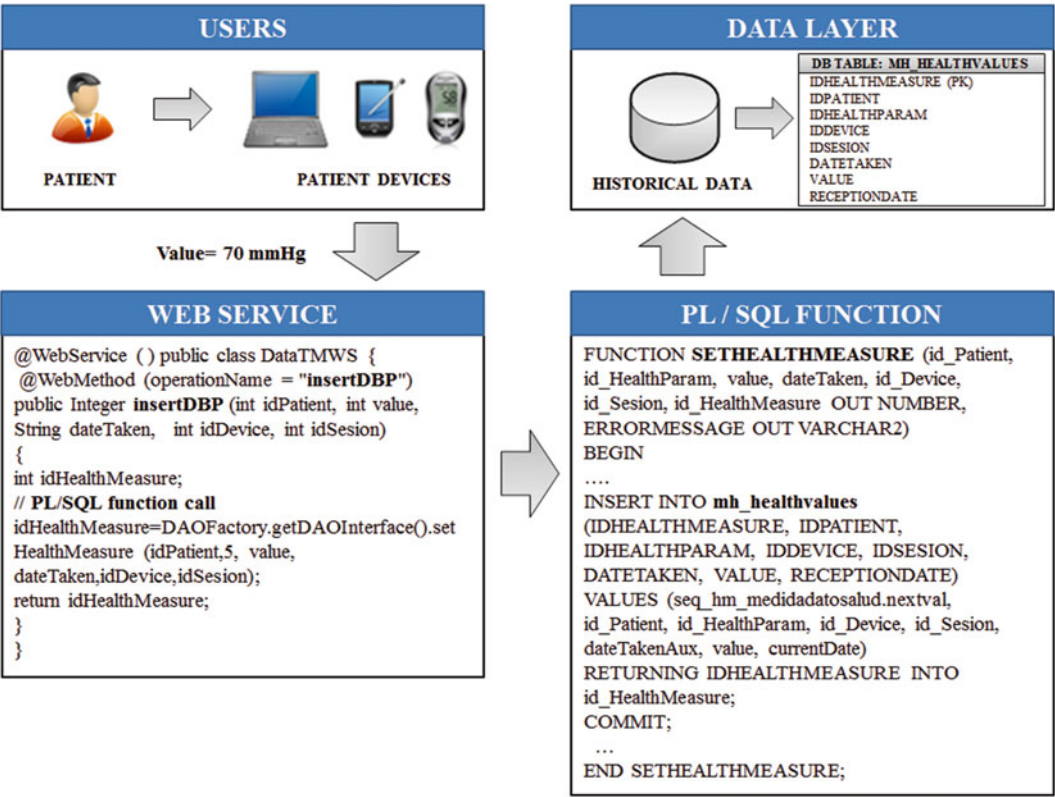 USERS
PATIENT
58
PATIENT DEVICES
Value= 70 mmHg
WEB SERVICE
@WebService ( ) public class DataTMWS {
@WebMethod (operationName = "insertDBP")
public Integer insertDBP (int idPatient, int value,
String dateTaken, int idDevice, int idSesion)
{
int idHealthMeasure;
// PL/SQL function call
idHealthMeasure=DAOFactory.getDAOInterface().set
HealthMeasure (idPatient,5, value,
dateTaken,idDevice,idSesion);
return idHealthMeasure;
}
}
PL / SQL FUNCTION
FUNCTION SETHEALTHMEASURE (id_Patient,
id_HealthParam, value, dateTaken, id_Device,
id_Sesion, id_HealthMeasure OUT NUMBER,
ERRORMESSAGE OUT VARCHAR2)
BEGIN
....
INSERT INTO mh_healthvalues
(IDHEALTHMEASURE, IDPATIENT,
IDHEALTHPARAM, IDDEVICE, IDSESION,
DATETAKEN, VALUE, RECEPTIONDATE)
VALUES (seq_hm_medidadatosalud.nextval,
id_Patient, id_HealthParam, id_Device, id_Sesion,
dateTakenAux, value, currentDate)
RETURNING IDHEALTHMEASURE INTO
id_HealthMeasure;
COMMIT;
...
END SETHEALTHMEASURE;
DATA LAYER
HISTORICAL DATA
DB TABLE: MH_HEALTHVALUES
IDHEALTHMEASURE (PK)
IDPATIENT
IDHEALTHPARAM
IDDEVICE
IDSESION
DATETAKEN
VALUE
RECEPTIONDATE